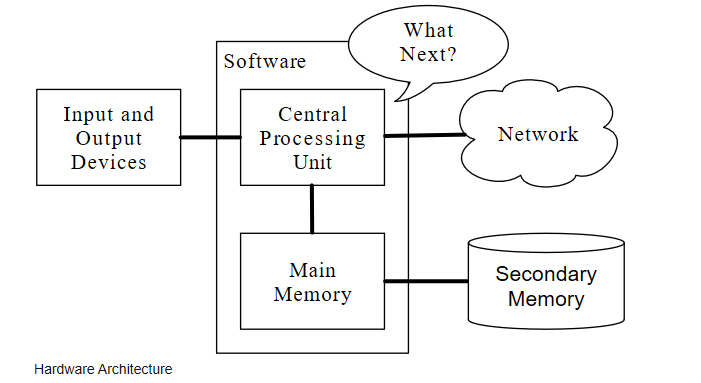 What
Next?
Software
Input and
Output
Devices
Central
Processing
Unit
Network
Main
Memory
Secondary
Memory
Hardware Architecture